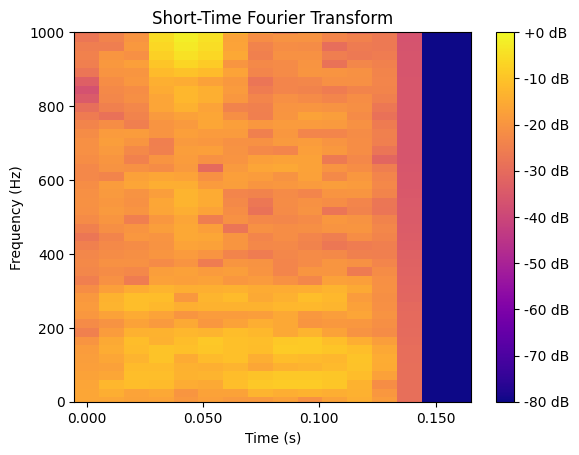 Short-Time Fourier Transform
1000
800
600
400
200
0
Frequency (Hz)
0.000
0.050
0.100
0.150
Time (s)
+0 dB
-10 dB
-20 dB
-30 dB
-40 dB
-50 dB
-60 dB
-70 dB
-80 dB